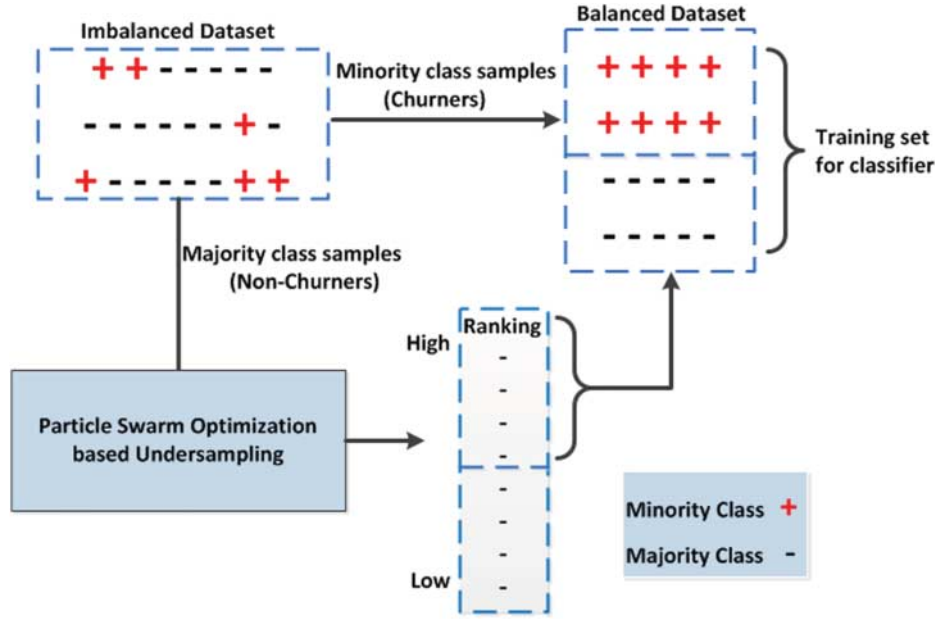 Imbalanced Dataset
+ + - - - - -
- - - - - - - + -
+ - - - - - - + +
Minority class samples
(Churners)
Balanced Dataset
+ + + +
+ + + +
- - - - -
- - - - -
Training set
for classifier
Majority class samples
(Non-Churners)
Particle Swarm Optimization
based Undersampling
Ranking
High
-
-
-
-
-
-
-
-
Low
Minority Class +
Majority Class -